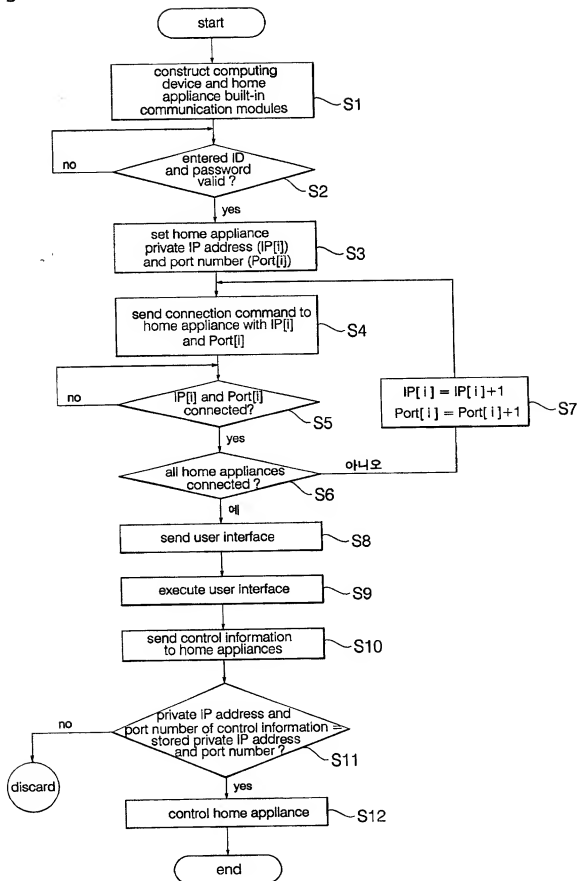 start
construct computing
device and home
appliance built-in
communication modules
S1
no
entered ID
and password
valid ?
S2
yes
set home appliance
private IP address (IP[i])
and port number (Port[i])
S3
send connection command to
home appliance with IP[i]
and Port[i]
S4
no
IP[i] and Port[i]
connected?
S5
IP[ i ] = IP[ i ]+1
Port[ i ] = Port[ i ]+1
S7
yes
all home appliances
connected ?
아니오
S6
예
send user interface
S8
execute user interface
S9
send control information
to home appliances
S10
no
private IP address and
port number of control information =
stored private IP address
and port number ?
S11
discard
yes
control home appliance
S12
end